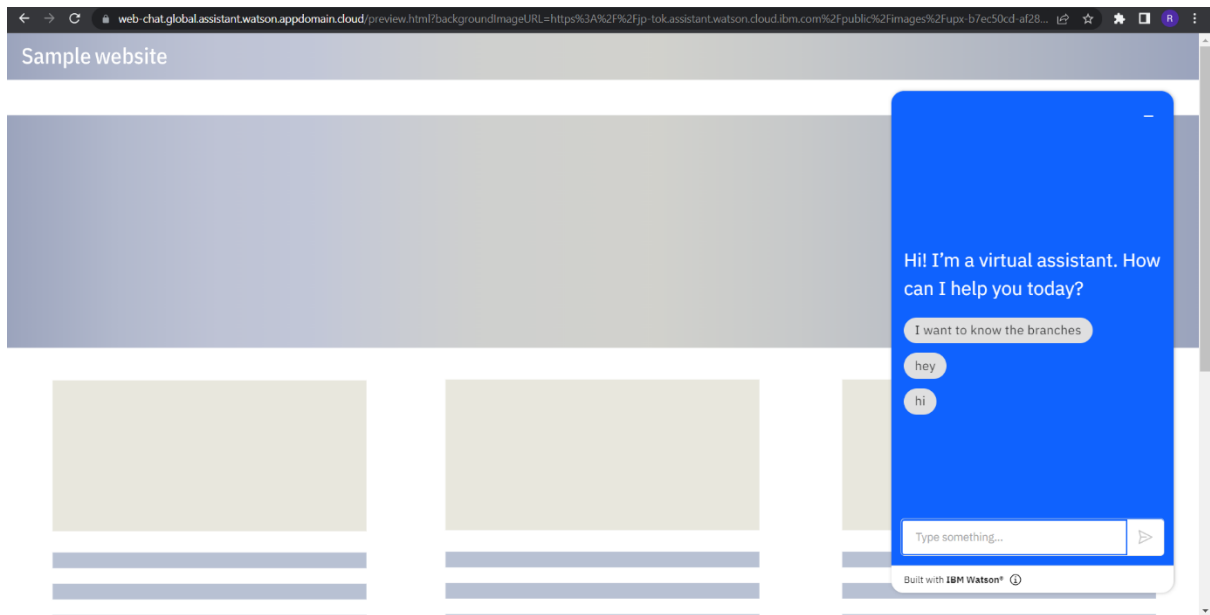 web-chat.global.assistant.watson.appdomain.cloud/preview.html?backgroundImageURL=https%3A%2F%2Fjp-tok.assistant.watson.cloud.ibm.com%2Fpublic%2Fimages%2Fupx-b7ec50cd-af28...
R
Sample website
Hi! I'm a virtual assistant. How
can I help you today?
I want to know the branches
hey
hi
Type something...
Built with IBM Watson®